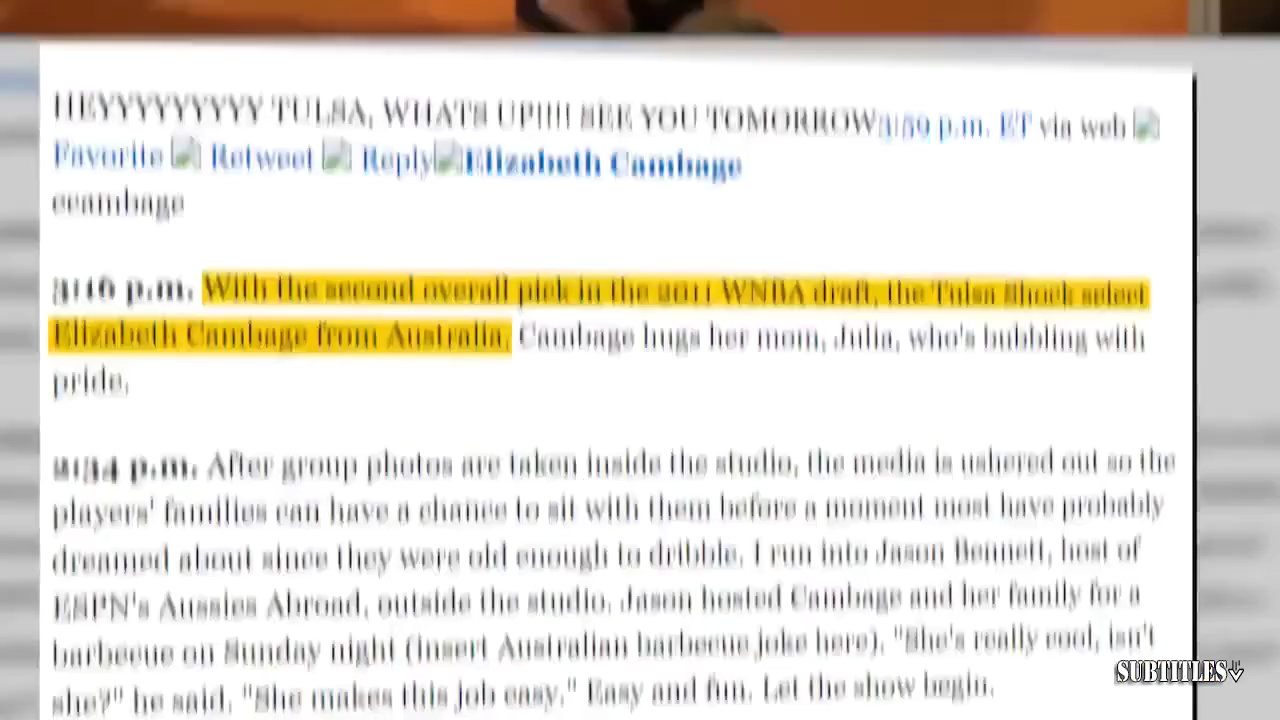 HEYYYYYYYYY TULSA, WHATS UP!!!! SEE YOU TOMORROW3:59 p.m. ET via web
Favorite Retweet ReplyElizabeth Cambage
ecambage
3:16 p.m. With the second overall pick in the 2011 WNBA draft, the Tulsa Shock select
Elizabeth Cambage from Australia. Cambage hugs her mom, Julia, who's bubbling with
pride.
2:34 p.m. After group photos are taken inside the studio, the media is ushered out so the
players' families can have a chance to sit with them before a moment most have probably
dreamed about since they were old enough to dribble. I run into Jason Bennett, host of
ESPN's Aussies Abroad, outside the studio. Jason hosted Cambage and her family for a
barbecue on Sunday night (insert Australian barbecue joke here). "She's really cool, isn't
she?" he said. "She makes this job easy." Easy and fun. Let the show begin.
SUBTITLES